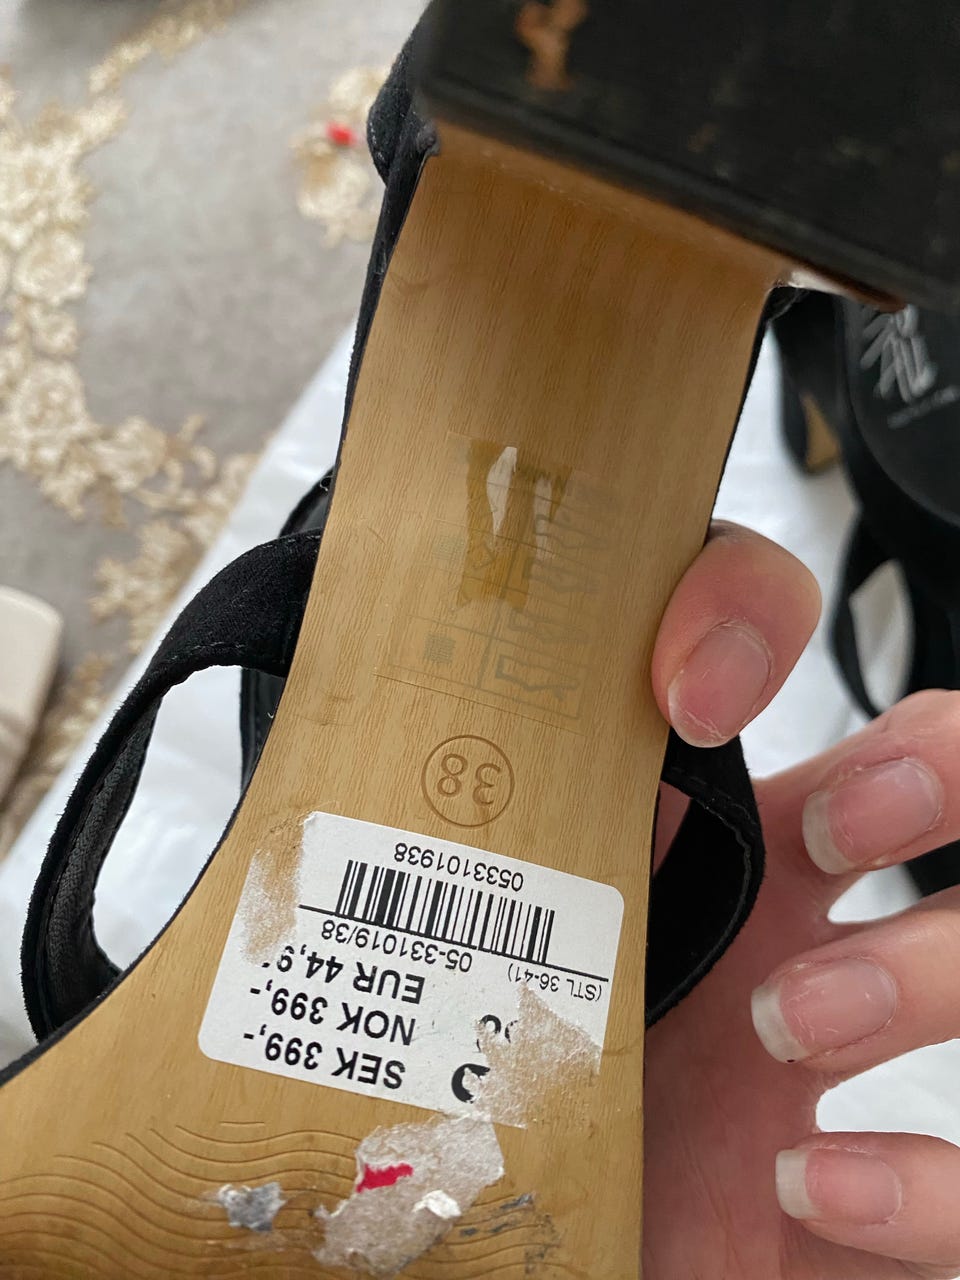 38
0533101938
05-331019/38
(STL 36-41)
EUR 44,9
NOK 399,-
SEK 399,-